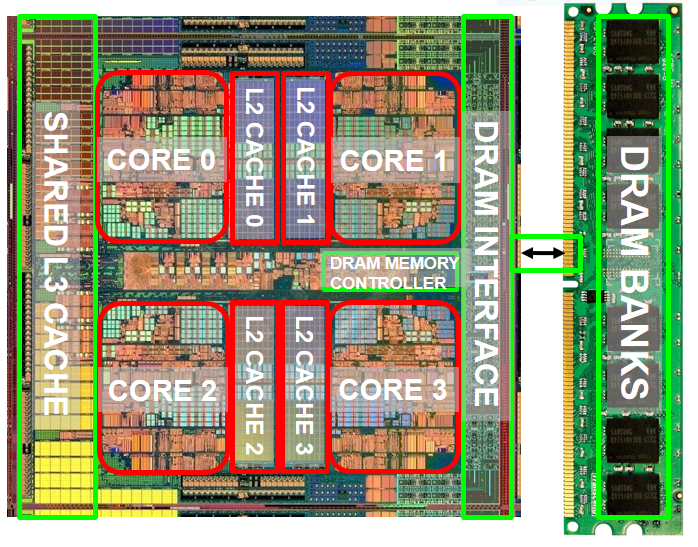 SHARED L3 CACHE
CORE 0
L2 CACHE 0
L2 CACHE 1
CORE 1
DRAM INTERFACE
DRAM BANKS
DRAM MEMORY
CONTROLLER
CORE 2
L2 CACHE 2
L2 CACHE 3
CORE 3